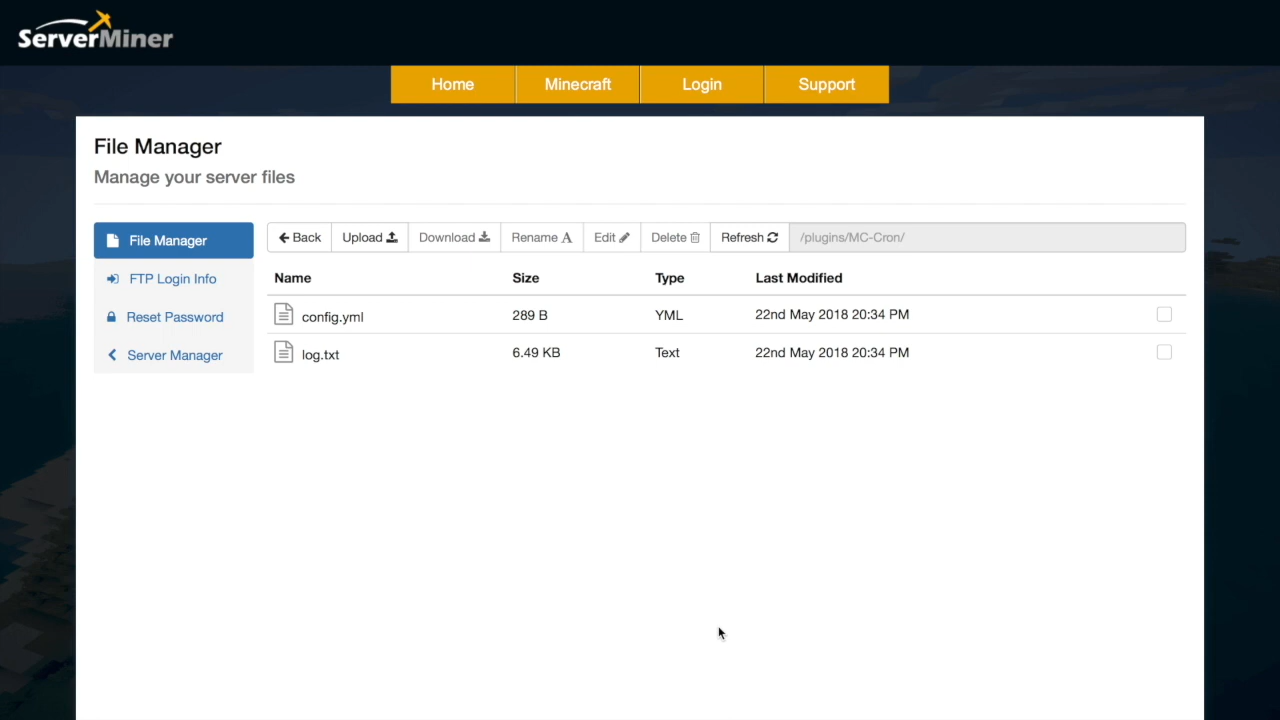 ServerMiner
Home Minecraft Login Support
File Manager
Manage your server files
File Manager
FTP Login Info
Reset Password
Server Manager
Back Upload Download Rename Edit Delete Refresh /plugins/MC-Cron/
Name Size Type Last Modified
config.yml 289 B YML 22nd May 2018 20:34 PM
log.txt 6.49 KB Text 22nd May 2018 20:34 PM